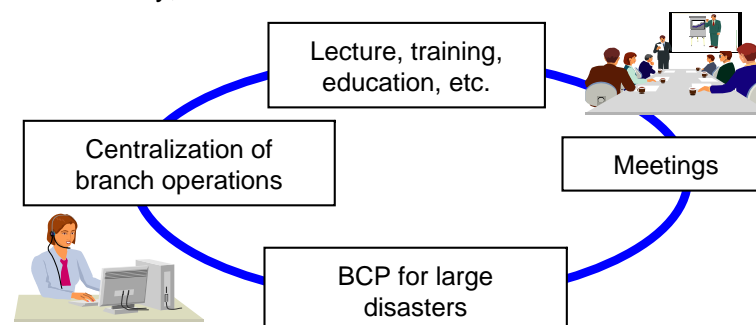 Lecture, training,
education, etc.
Centralization of
branch operations
Meetings
BCP for large
disasters